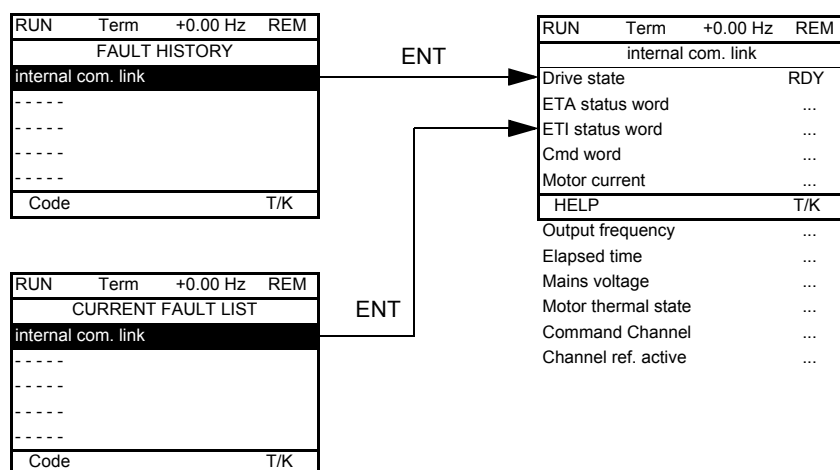 RUN Term +0.00 Hz REM
FAULT HISTORY
internal com. link
- - - - -
- - - - -
- - - - -
- - - - -
Code T/K
ENT
RUN Term +0.00 Hz REM
CURRENT FAULT LIST
internal com. link
- - - - -
- - - - -
- - - - -
- - - - -
Code T/K
ENT
RUN Term +0.00 Hz REM
internal com. link
Drive state RDY
ETA status word ...
ETI status word ...
Cmd word ...
Motor current ...
HELP T/K
Output frequency ...
Elapsed time ...
Mains voltage ...
Motor thermal state ...
Command Channel ...
Channel ref. active ...